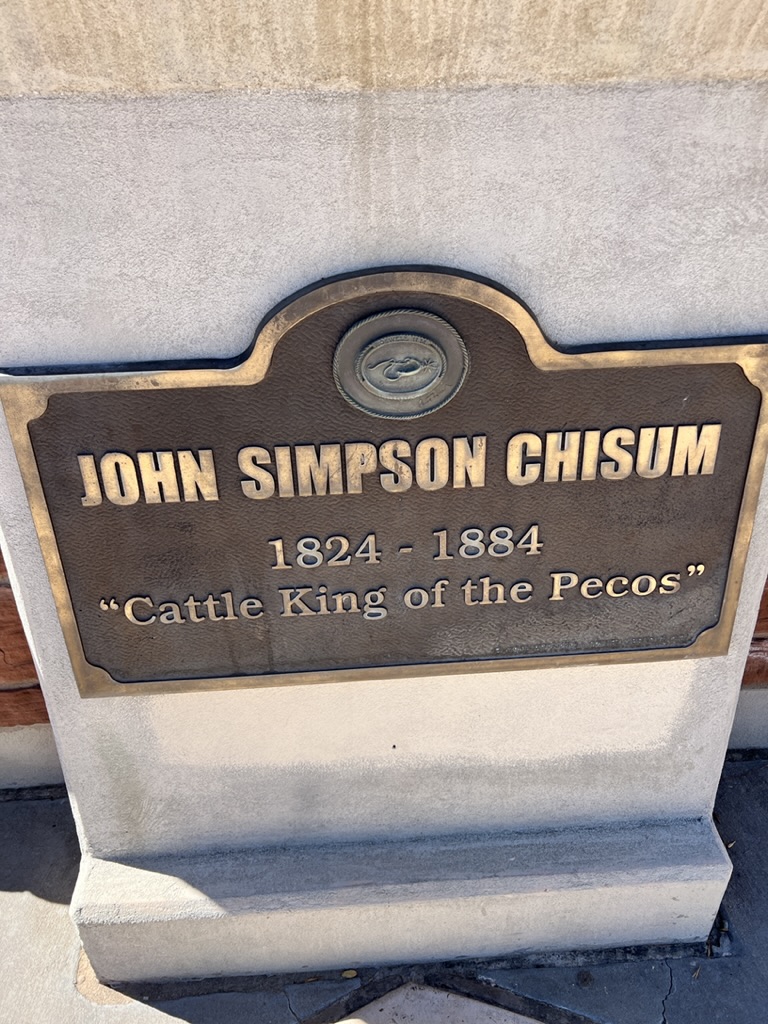 JOHN SIMPSON CHISUM
1824 - 1884
“Cattle King of the Pecos”